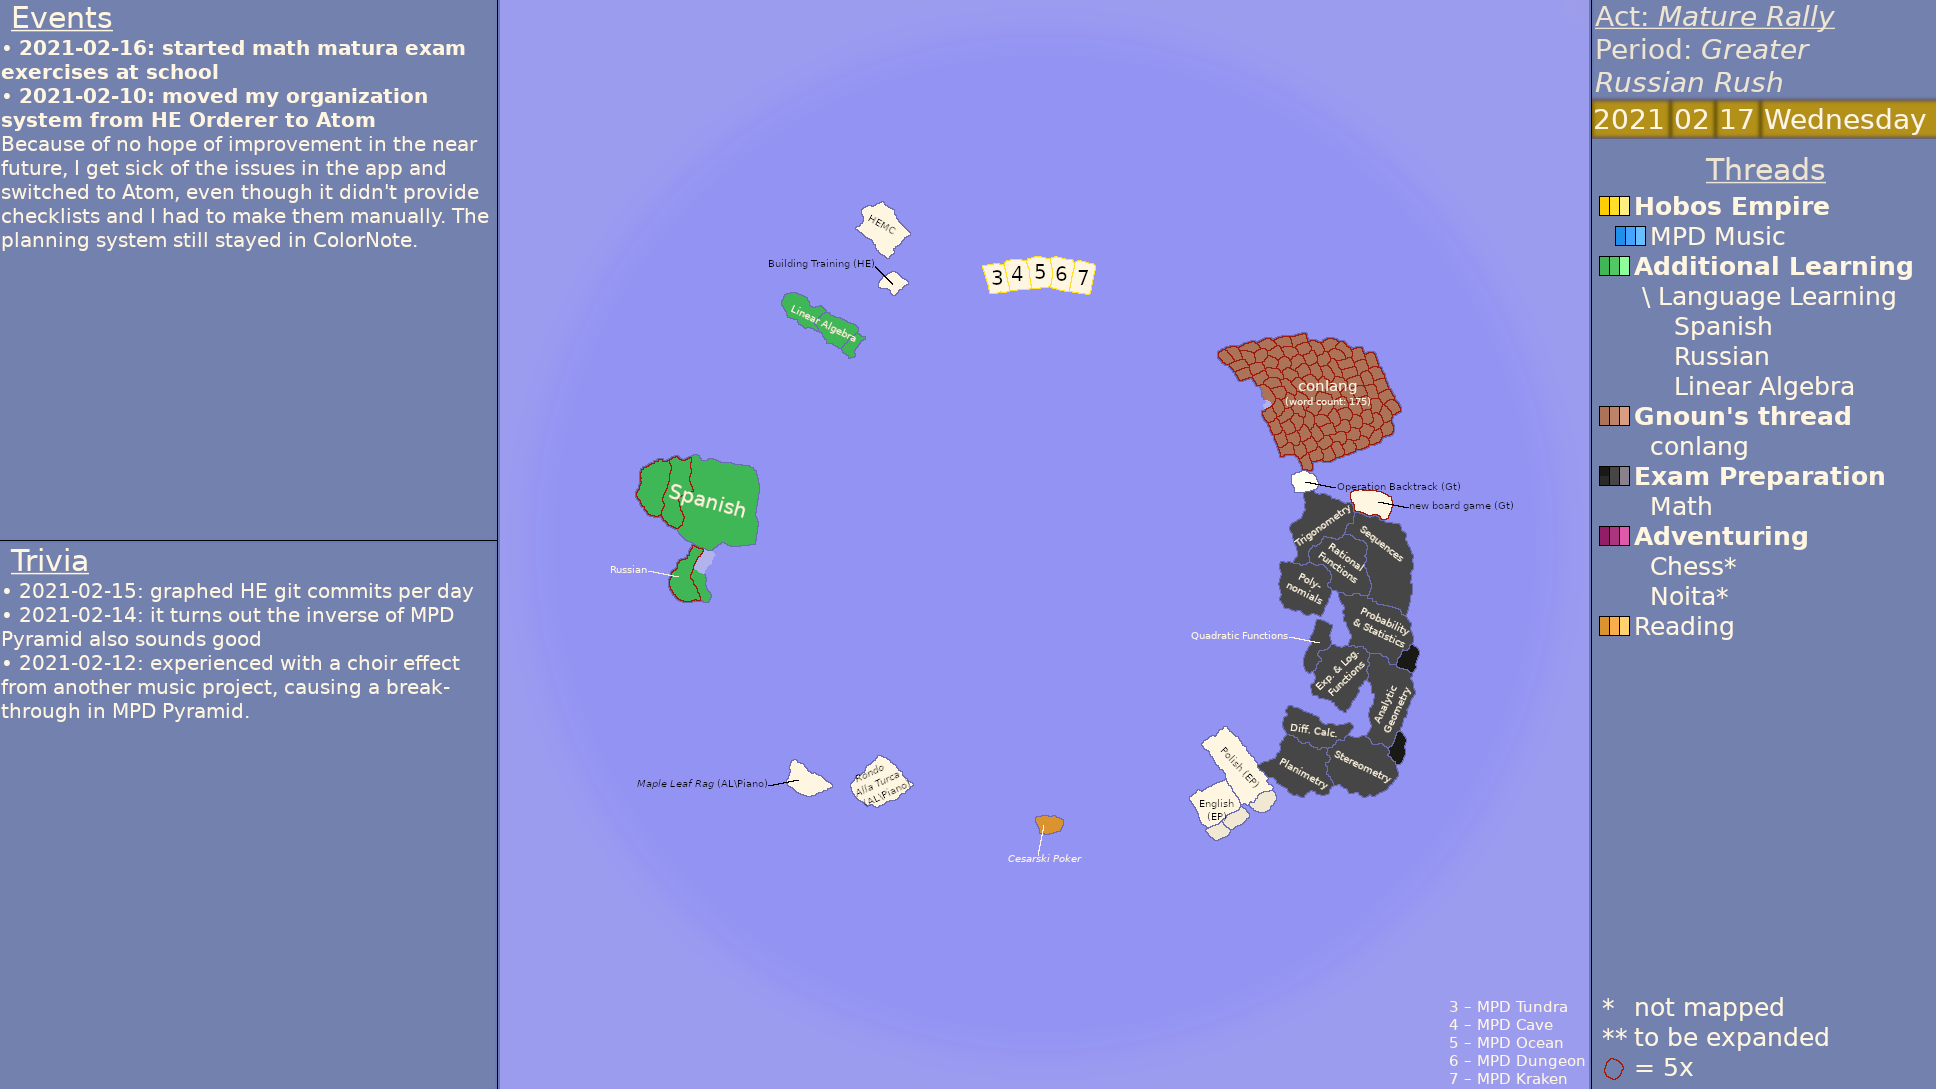 Events
• 2021-02-16: started math matura exam
exercises at school
• 2021-02-10: moved my organization
system from HE Orderer to Atom
Because of no hope of improvement in the near
future, I get sick of the issues in the app and
switched to Atom, even though it didn't provide
checklists and I had to make them manually. The
planning system still stayed in ColorNote.
Trivia
• 2021-02-15: graphed HE git commits per day
• 2021-02-14: it turns out the inverse of MPD
Pyramid also sounds good
• 2021-02-12: experienced with a choir effect
from another music project, causing a break-
through in MPD Pyramid.
HEMC
Building Training (HE)
Linear Algebra
3 4 5 6 7
conlang
(word count: 175)
Operation Backtrack (Gt)
new board game (Gt)
Spanish
Russian
Trigonometry
Sequences
Rational
Functions
Poly-
nomials
Probability
& Statistics
Quadratic Functions
Exp. & Log.
Functions
Analytic
Geometry
Diff. Calc.
Planimetry
Stereometry
Polish (EP)
English
(EP)
Maple Leaf Rag (AL\Piano)
Rondo
Alla Turca
(AL\Piano)
Cesarski Poker
3 – MPD Tundra
4 – MPD Cave
5 – MPD Ocean
6 – MPD Dungeon
7 – MPD Kraken
Act: Mature Rally
Period: Greater
Russian Rush
2021 02 17 Wednesday
Threads
Hobos Empire
MPD Music
Additional Learning
\ Language Learning
Spanish
Russian
Linear Algebra
Gnoun's thread
conlang
Exam Preparation
Math
Adventuring
Chess*
Noita*
Reading
* not mapped
** to be expanded
= 5x